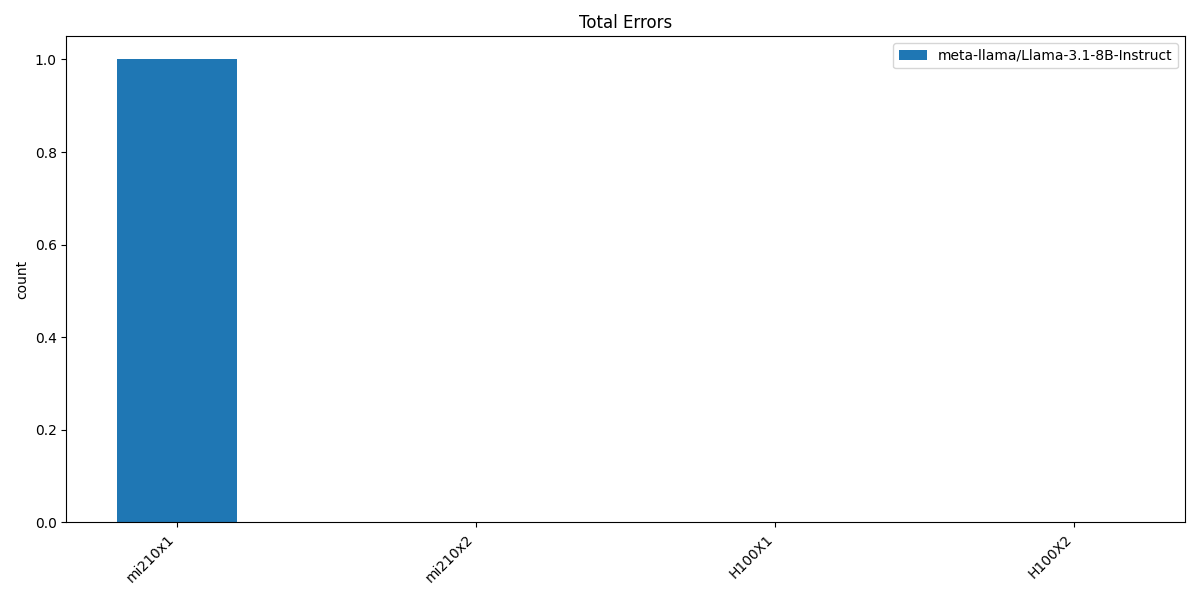 Total Errors
meta-llama/Llama-3.1-8B-Instruct
count
1.0
0.8
0.6
0.4
0.2
0.0
mi210x1
mi210x2
H100X1
H100X2